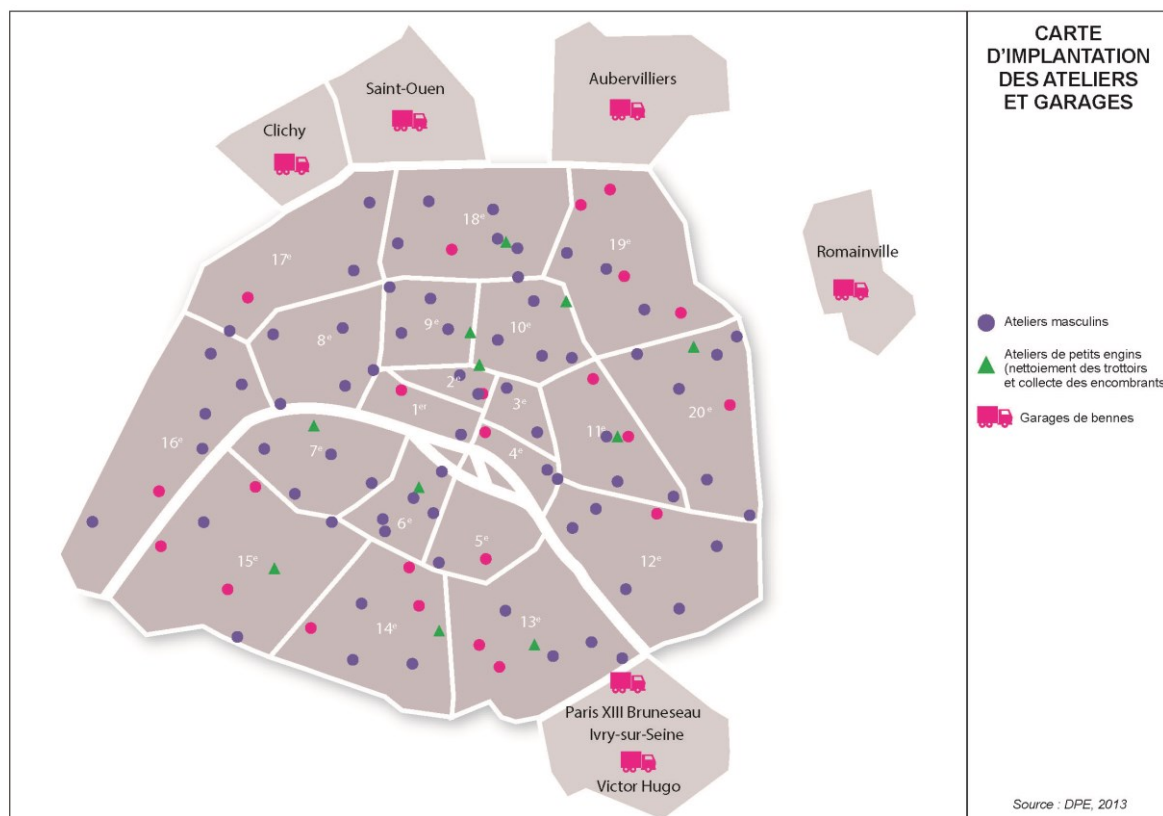 CARTE
D'IMPLANTATION
DES ATELIERS
ET GARAGES
Saint-Ouen
Aubervilliers
Clichy
Romainville
18e
19e
17e
9e
10e
8e
2e
3e
1er
20e
16e
11e
7e
4e
6e
5e
15e
12e
14e
13e
Paris XIII Bruneseau
Ivry-sur-Seine
Victor Hugo
Ateliers masculins
Ateliers de petits engins
(nettoiement des trottoirs
et collecte des encombrants
Garages de bennes
Source : DPE, 2013